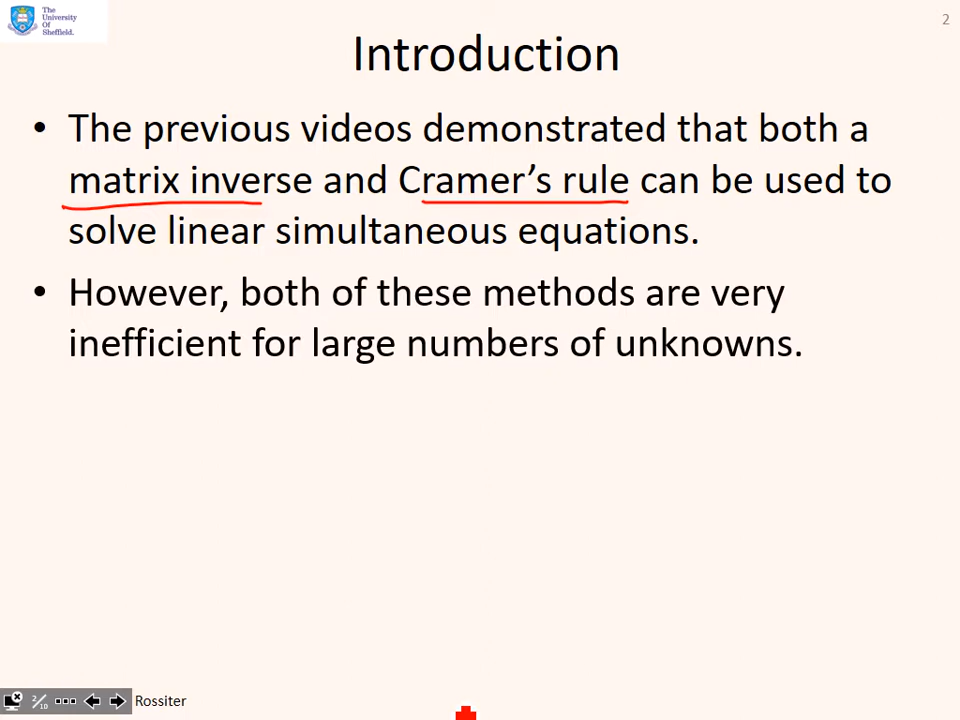 The
University
Of
Sheffield.
2
Introduction
• The previous videos demonstrated that both a
matrix inverse and Cramer’s rule can be used to
solve linear simultaneous equations.
• However, both of these methods are very
inefficient for large numbers of unknowns.
2/10
Rossiter